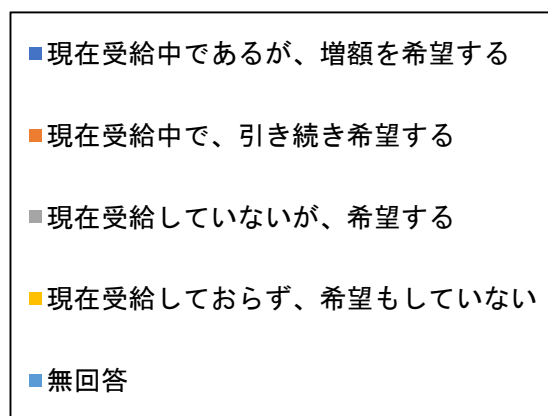 現在受給中であるが、増額を希望する
現在受給中で、引き続き希望する
現在受給していないが、希望する
現在受給しておらず、希望もしていない
無回答